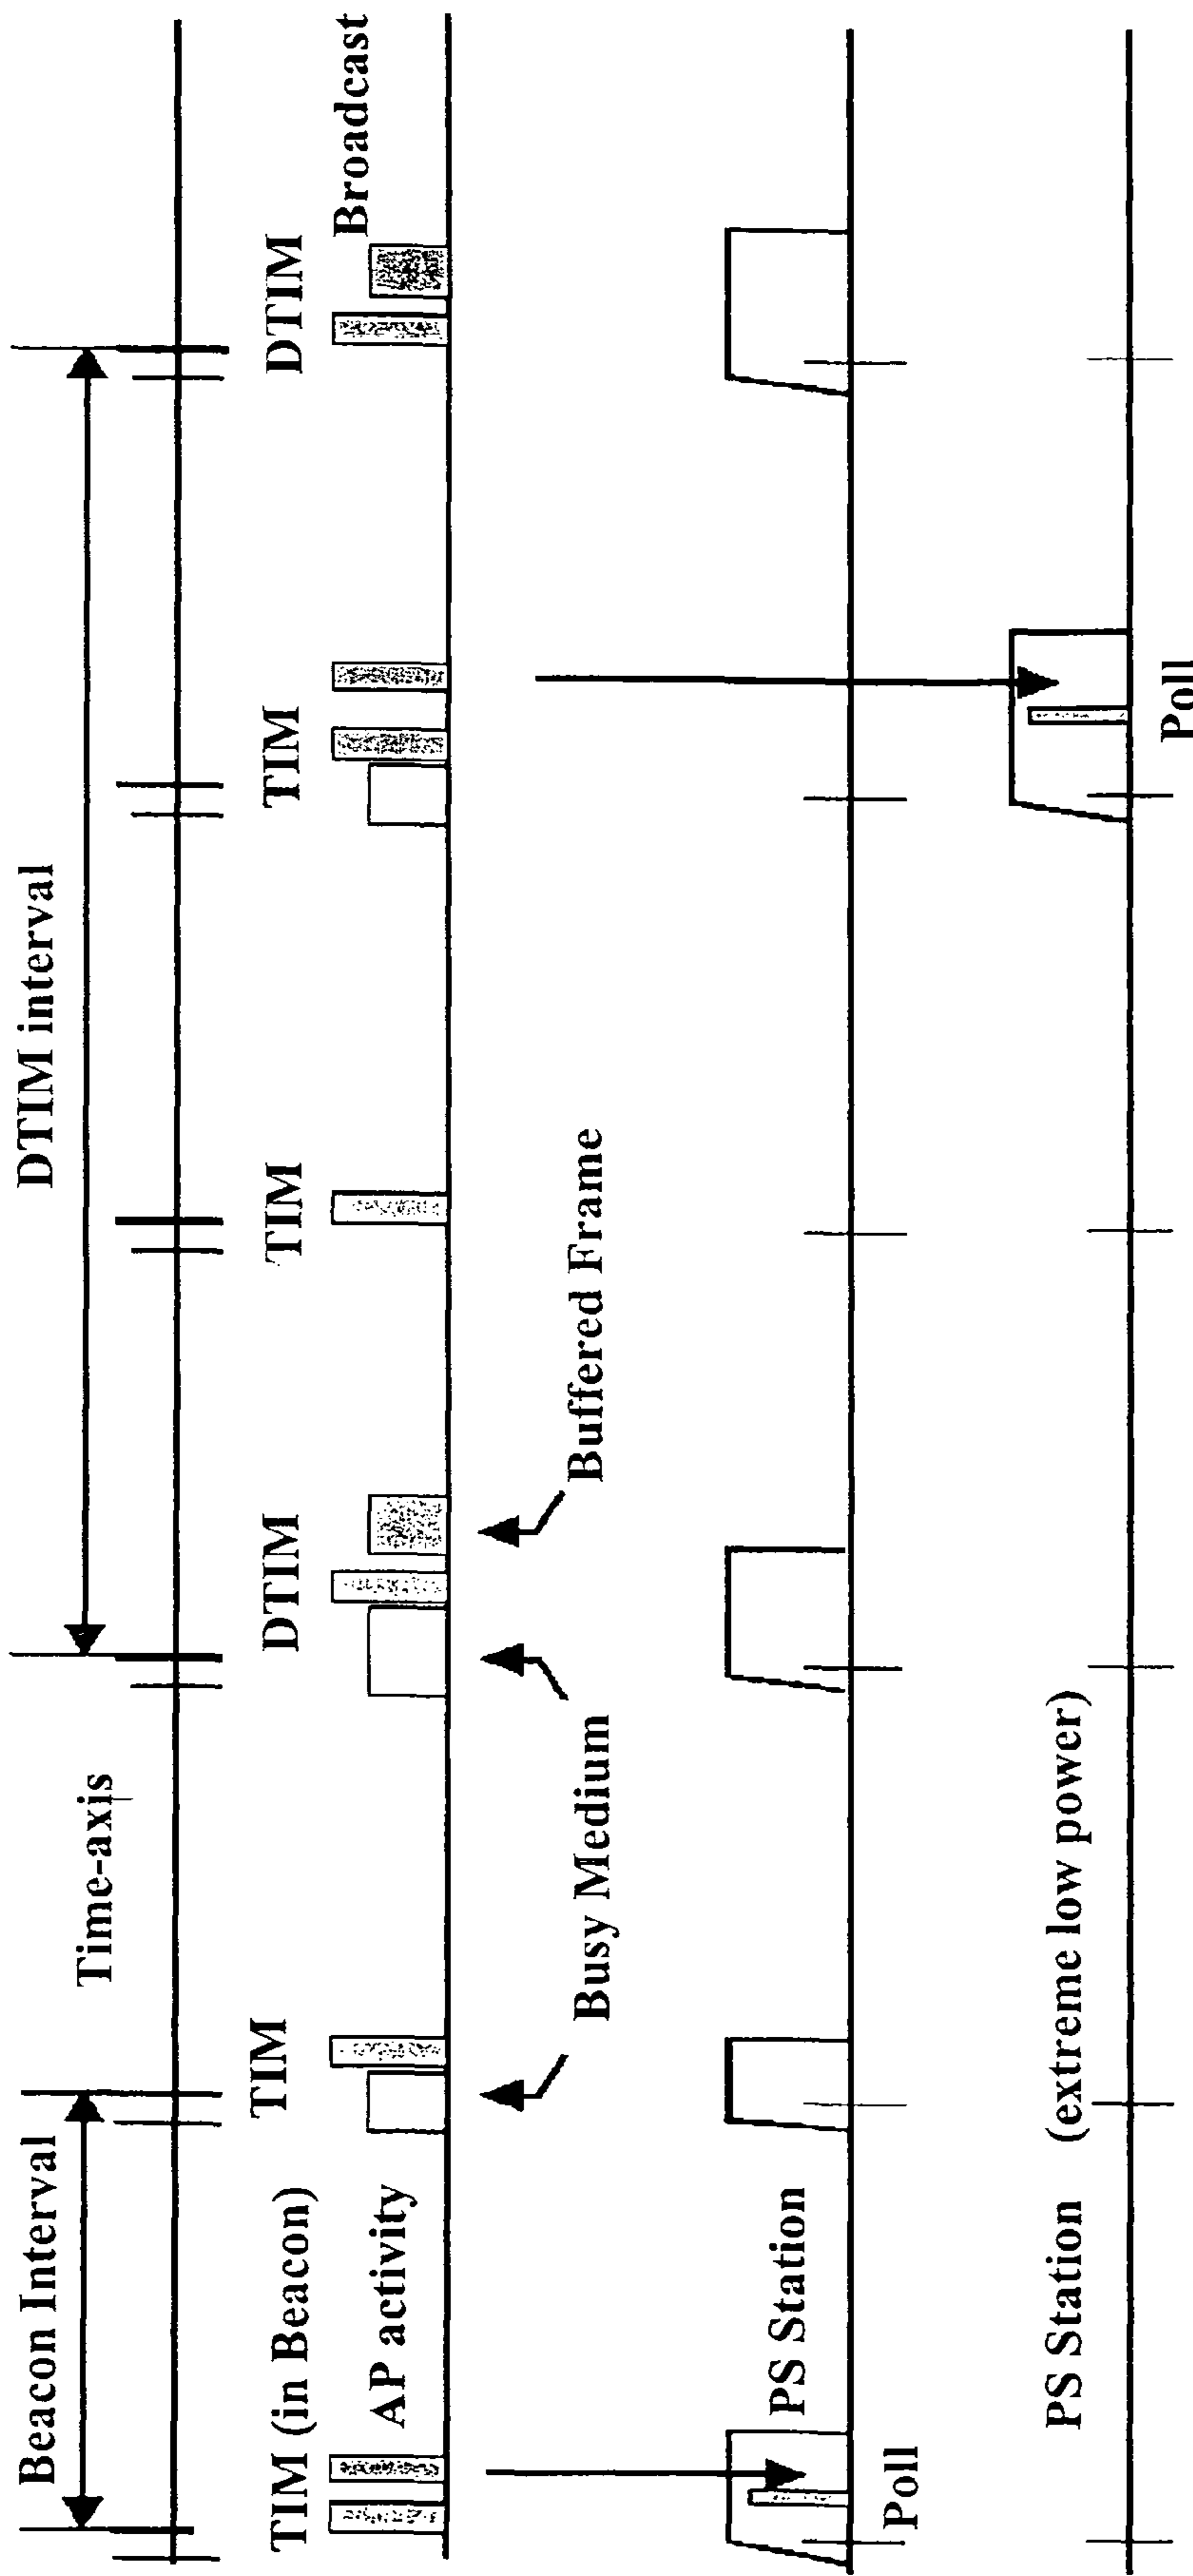 Beacon Interval
DTIM interval
Time-axis
TIM (in Beacon)
TIM
DTIM
TIM
TIM
DTIM
AP activity
Broadcast
Busy Medium
Buffered Frame
PS Station
Poll
PS Station (extreme low power)
Poll